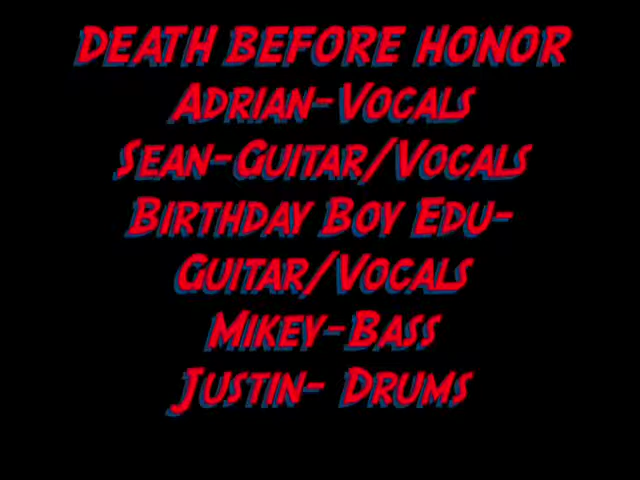 DEATH BEFORE HONOR
ADRIAN-VOCALS
SEAN-GUITAR/VOCALS
BIRTHDAY BOY EDU-
GUITAR/VOCALS
MIKEY-BASS
JUSTIN- DRUMS